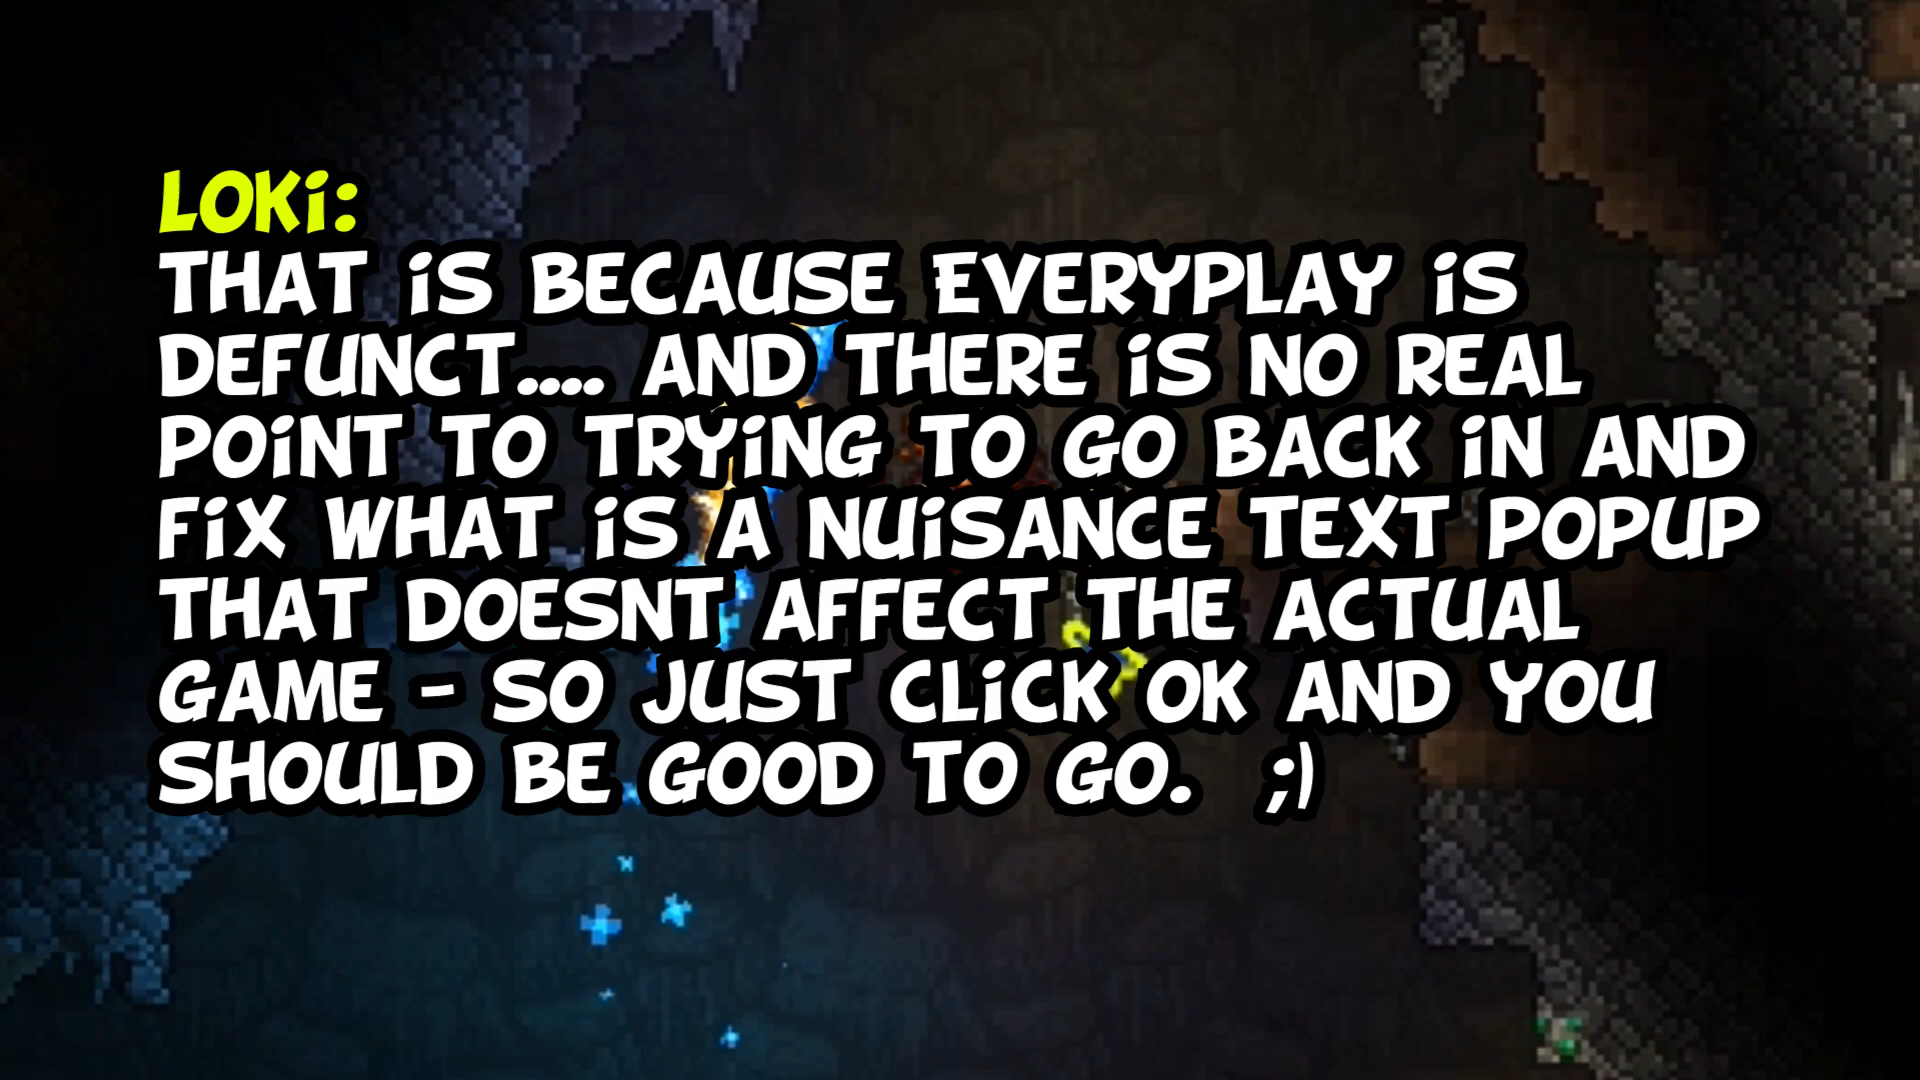 LOKI:
THAT IS BECAUSE EVERYPLAY IS
DEFUNCT.... AND THERE IS NO REAL
POINT TO TRYING TO GO BACK IN AND
FIX WHAT IS A NUISANCE TEXT POPUP
THAT DOESNT AFFECT THE ACTUAL
GAME - SO JUST CLICK OK AND YOU
SHOULD BE GOOD TO GO. ;)